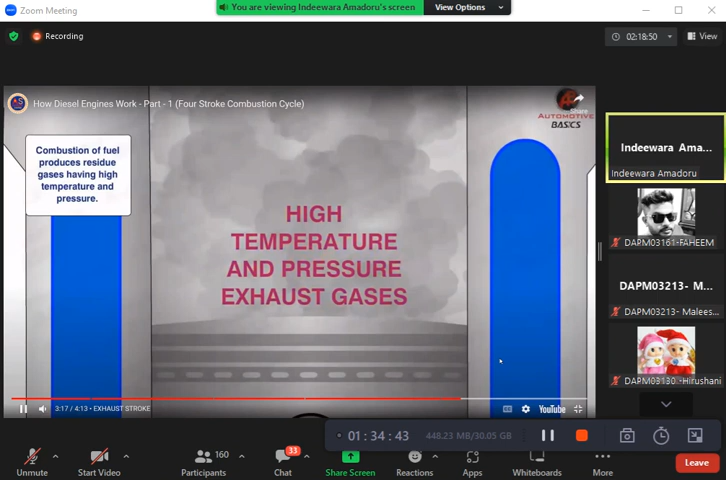 Zoom Meeting
You are viewing Indeewara Amadoru's screen
View Options
Recording
02:18:50
View
How Diesel Engines Work - Part - 1 (Four Stroke Combustion Cycle)
Share
AUTOMOTIVE
BASICS
Combustion of fuel
produces residue
gases having high
temperature and
pressure.
HIGH
TEMPERATURE
AND PRESSURE
EXHAUST GASES
Indeewara Ama...
Indeewara Amadoru
DAPM03161-FAHEEM
DAPM03213- M...
DAPM03213- Malees...
DAPM03130 -Hirushani
3:17 / 4:13 • EXHAUST STROKE
YouTube
01:34:43
448.23 MB/30.05 GB
Unmute
Start Video
160
Participants
33
Chat
Share Screen
Reactions
Apps
Whiteboards
More
Leave